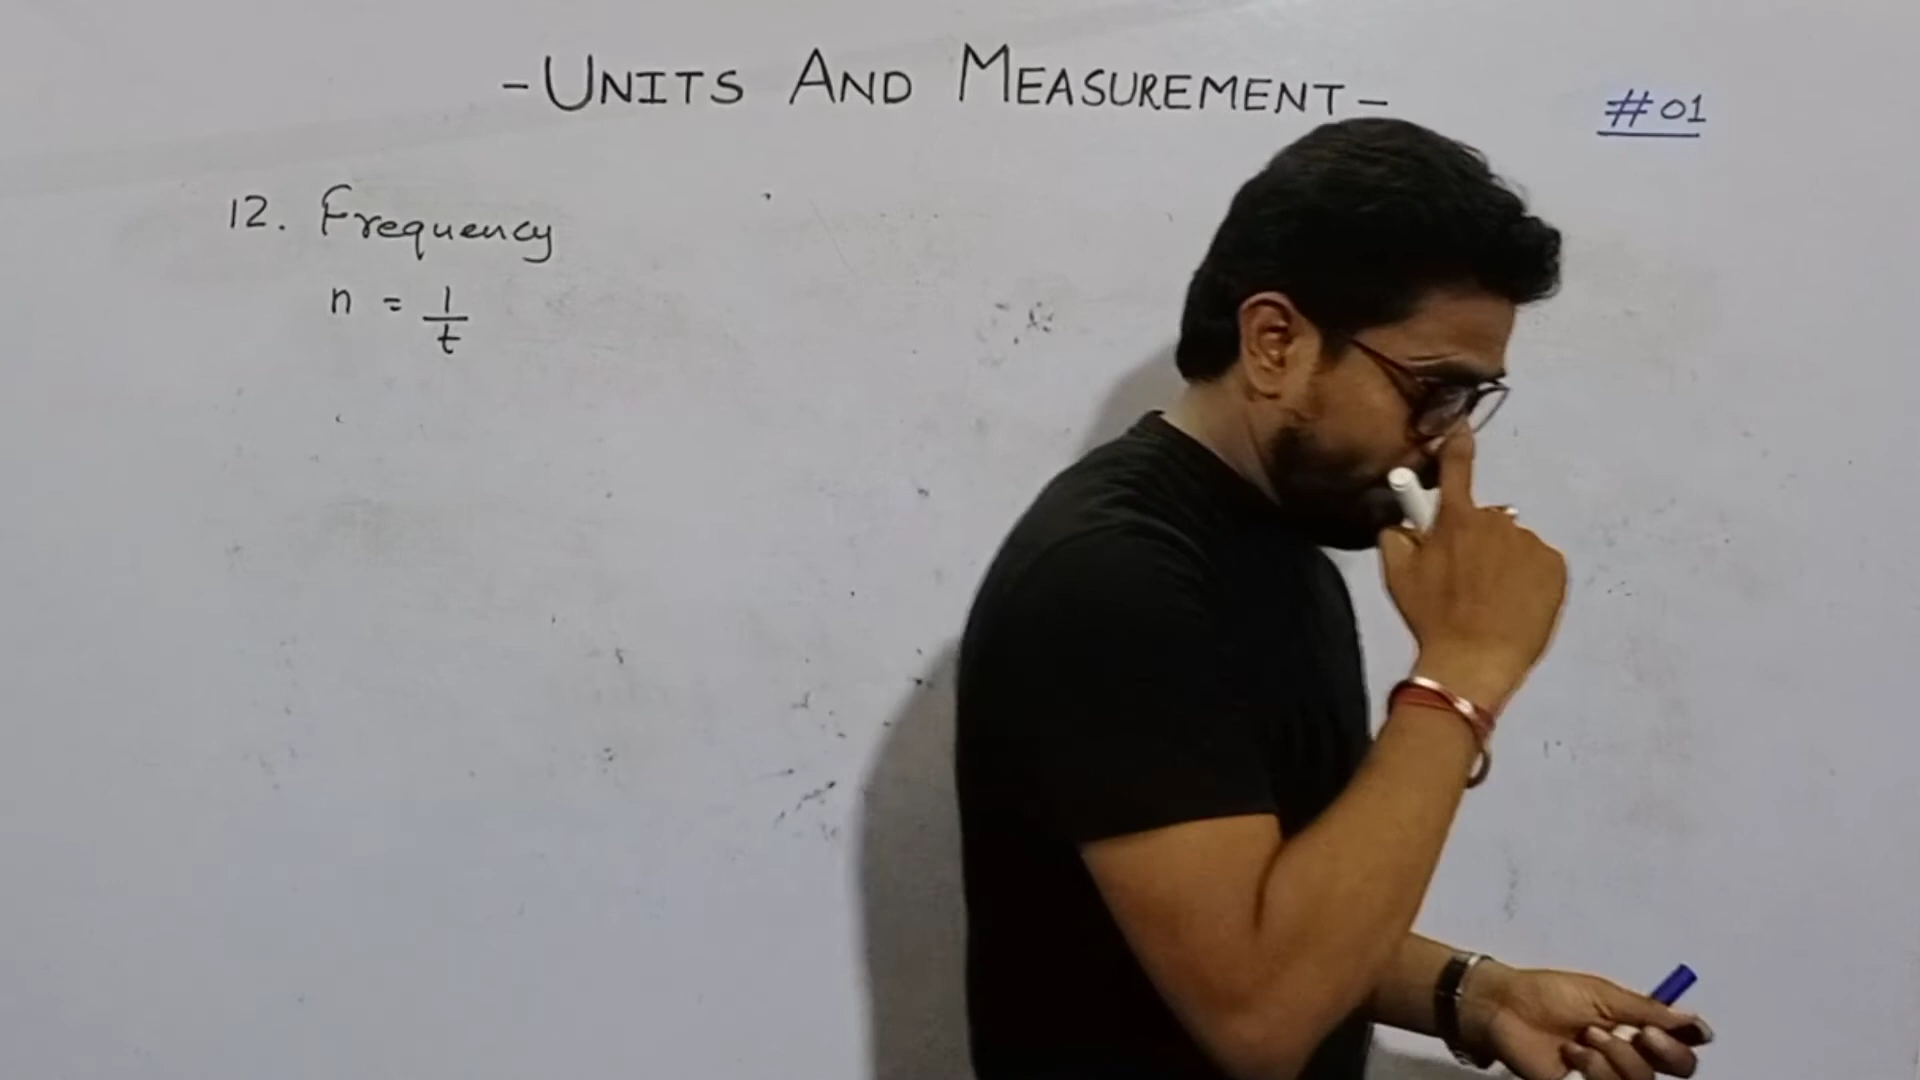 - UNITS AND MEASUREMENT -
#01
12. Frequency
n = 1/t